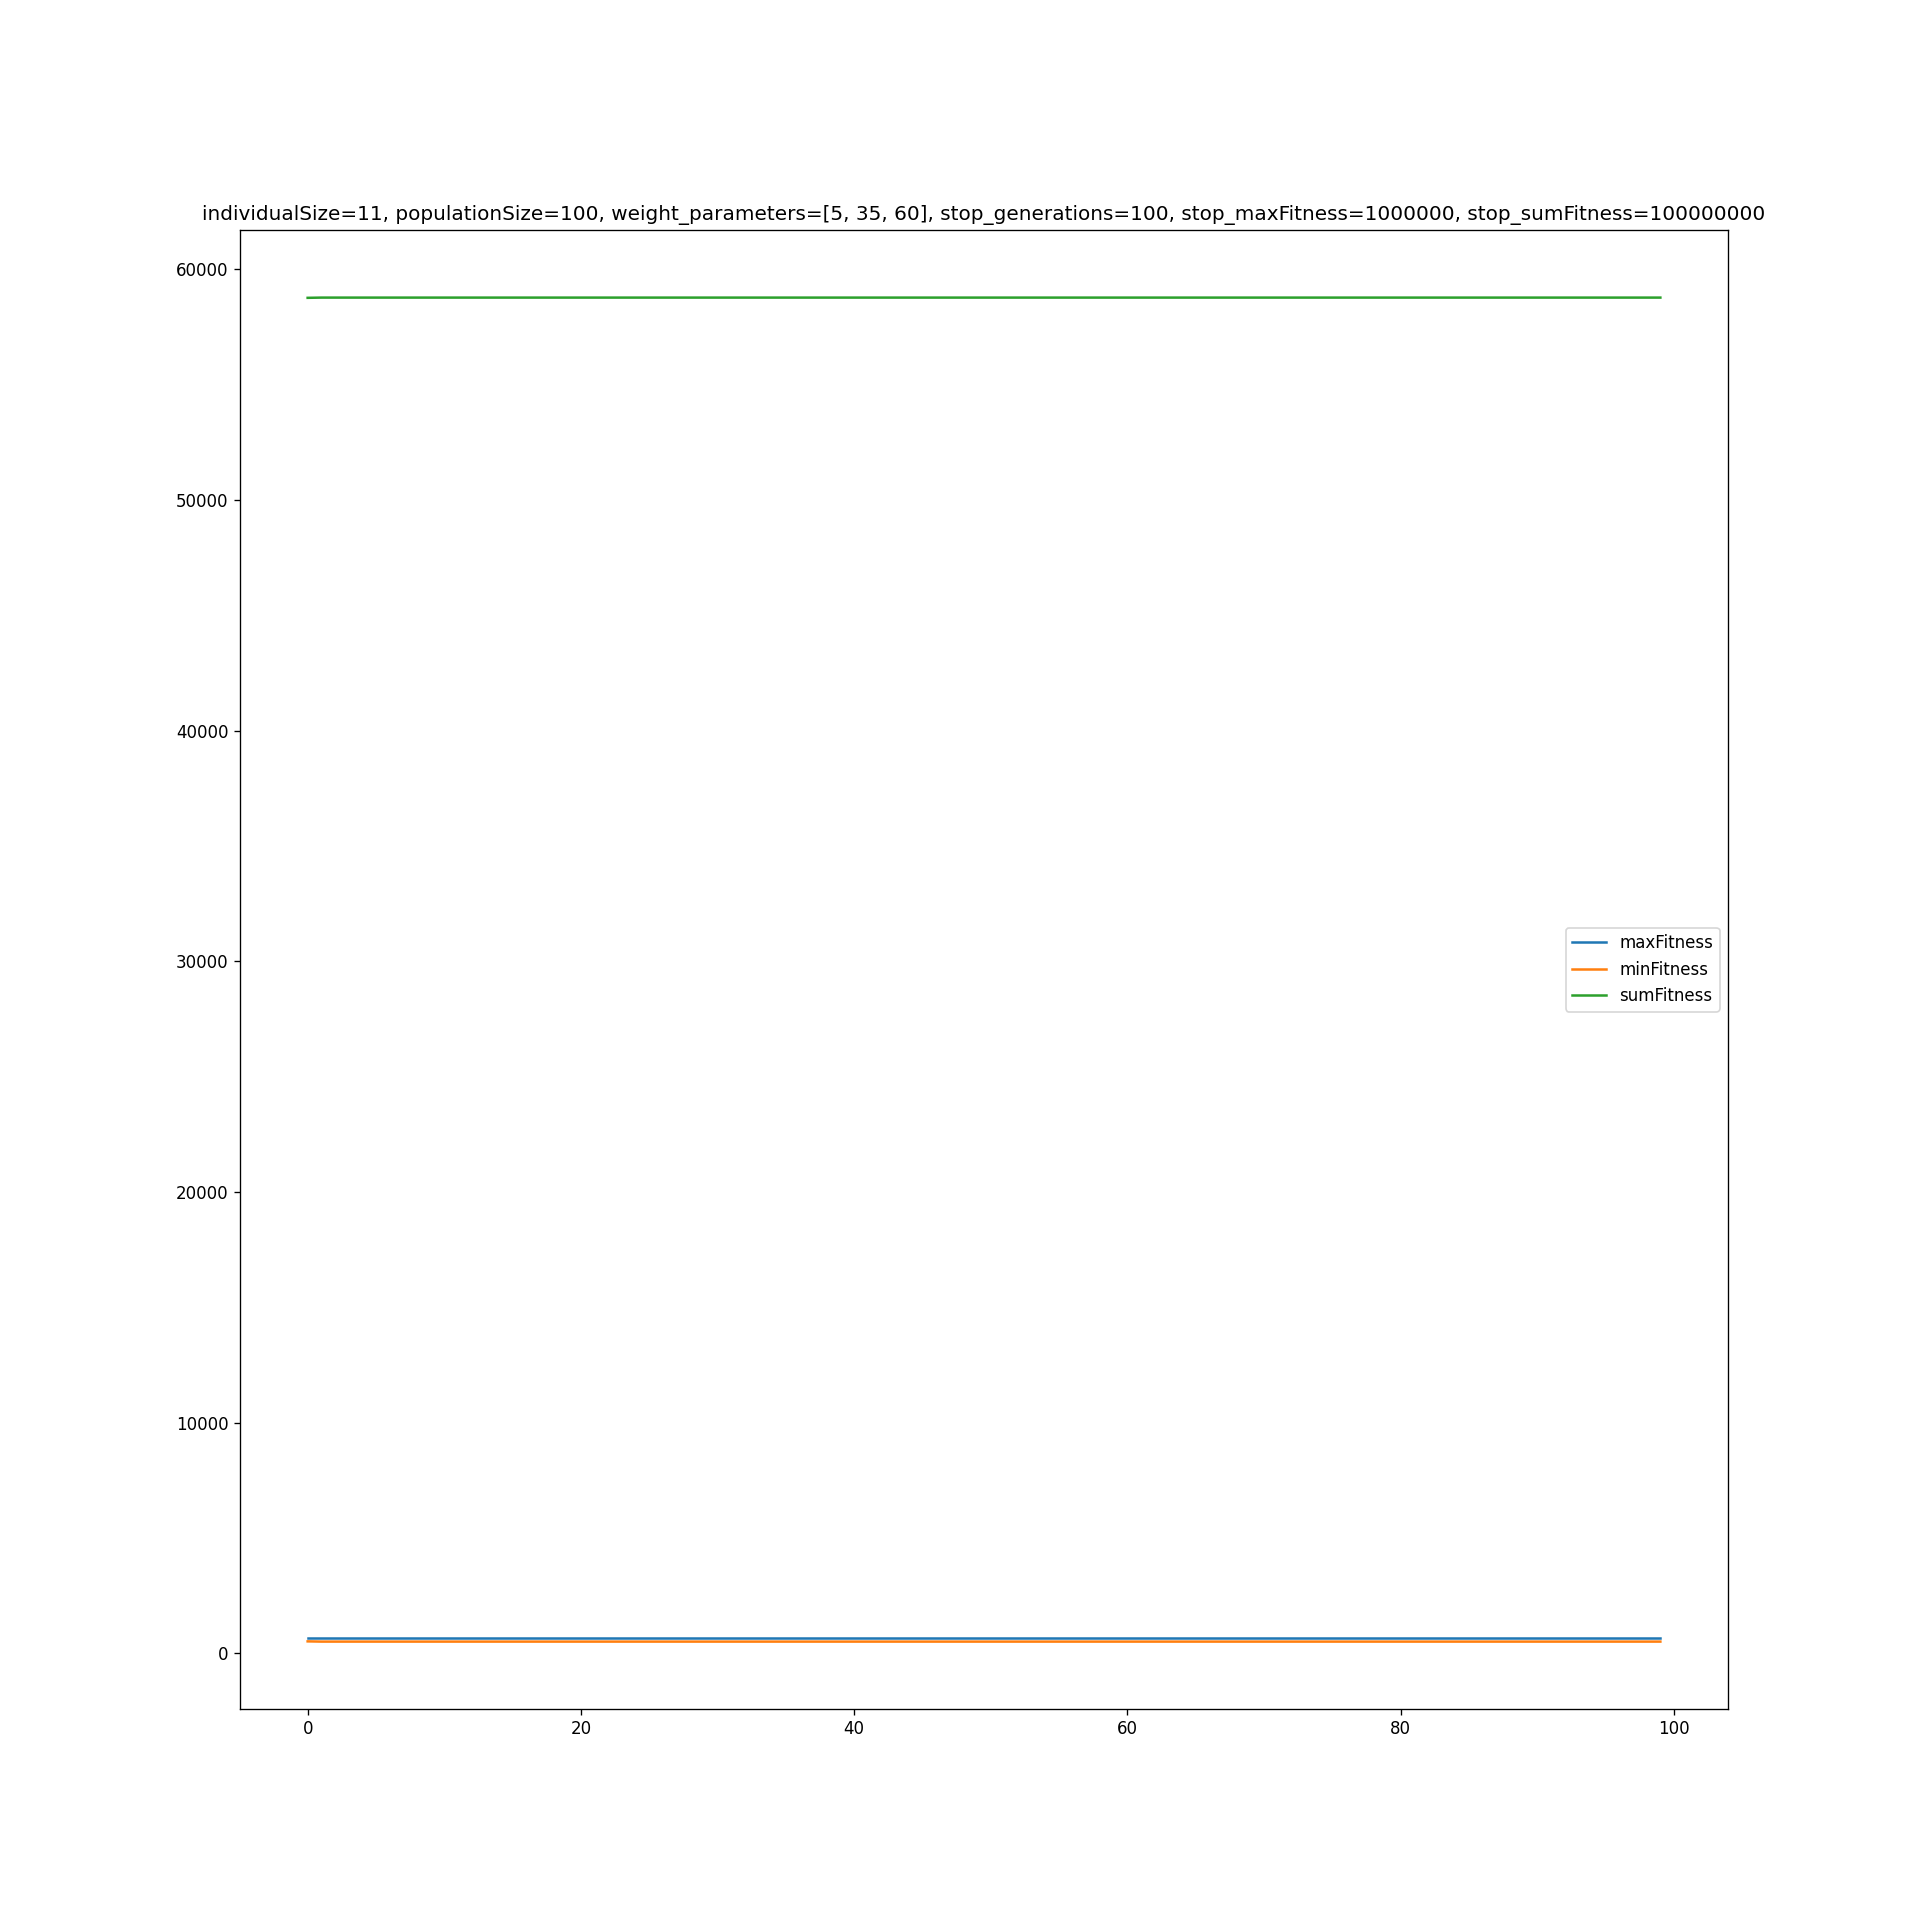 individualSize=11, populationSize=100, weight_parameters=[5, 35, 60], stop_generations=100, stop_maxFitness=1000000, stop_sumFitness=100000000
60000
50000
40000
30000
20000
10000
0
maxFitness
minFitness
sumFitness
0 20 40 60 80 100